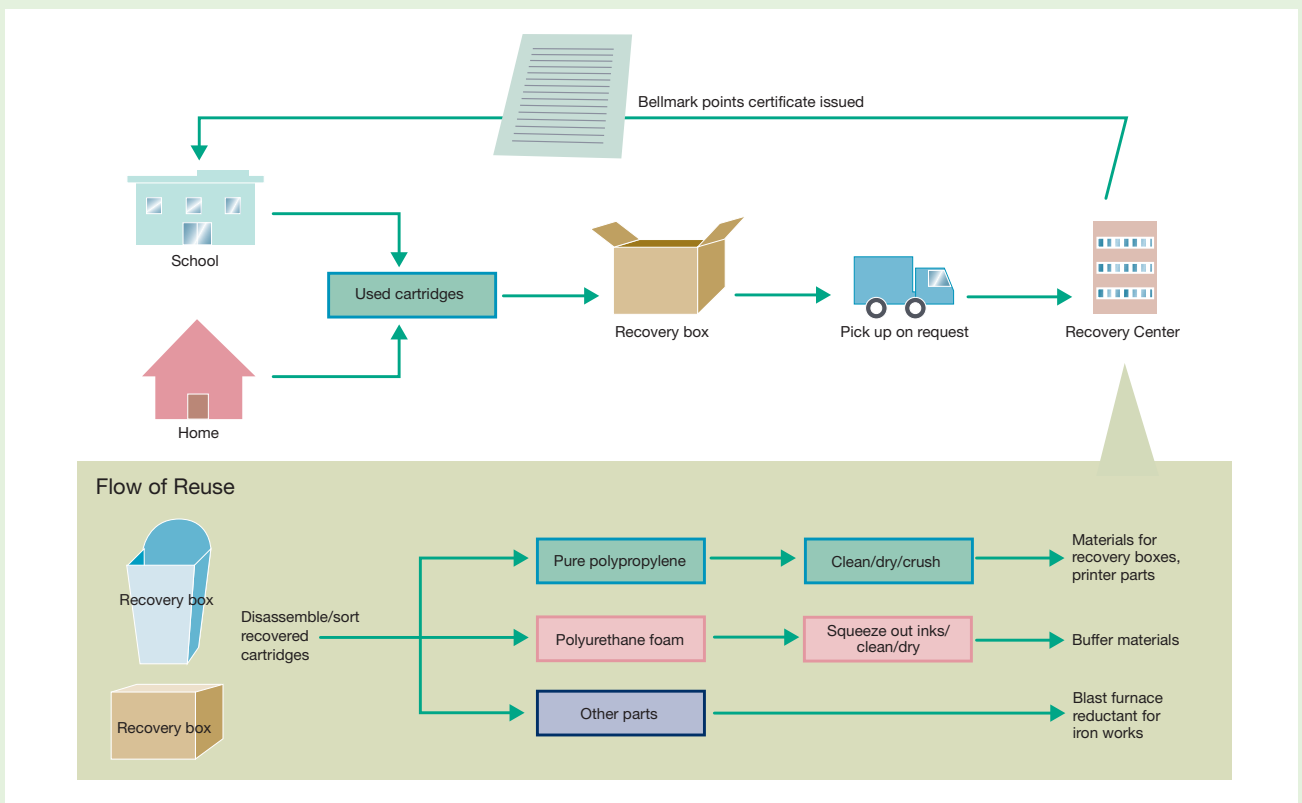 Bellmark points certificate issued
School
Used cartridges
Recovery box
Pick up on request
Recovery Center
Home
Flow of Reuse
Recovery box
Disassemble/sort
recovered
cartridges
Recovery box
Pure polypropylene
Clean/dry/crush
Materials for
recovery boxes,
printer parts
Polyurethane foam
Squeeze out inks/
clean/dry
Buffer materials
Other parts
Blast furnace
reductant for
iron works